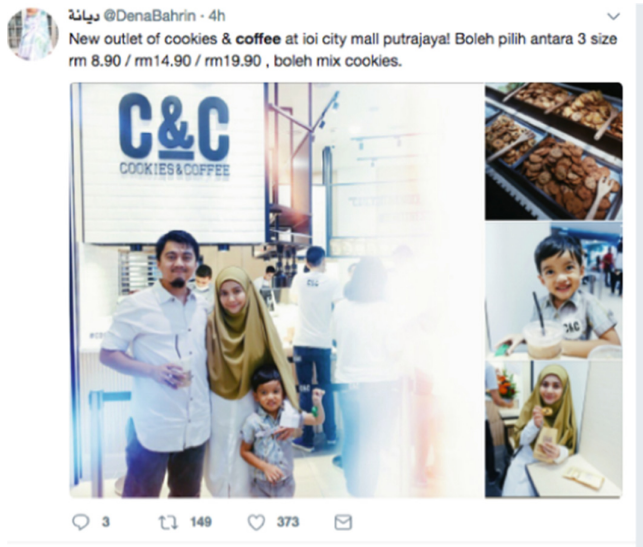 ديانة @DenaBahrin · 4h
New outlet of cookies & coffee at ioi city mall putrajaya! Boleh pilih antara 3 size
rm 8.90 / rm14.90 / rm19.90 , boleh mix cookies.
C&C
COOKIES&COFFEE
C&C
3 149 373